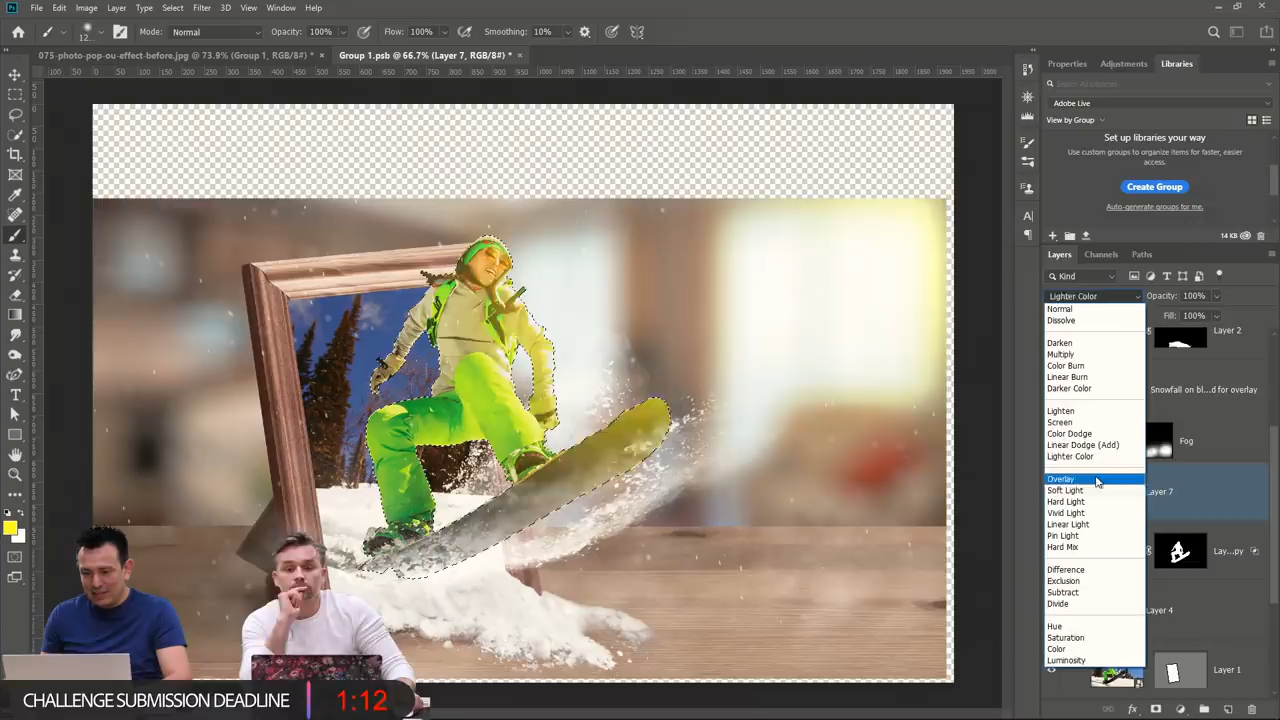 File Edit Image Layer Type Select Filter 3D View Window Help
Mode: Normal Opacity: 100% Flow: 100% Smoothing: 10%
12...
075-photo-pop-ou-effect-before.jpg @ 73.9% (Group 1, RGB/8#) *
Group 1.psb @ 66.7% (Layer 7, RGB/8#) *
Properties Adjustments Libraries
Search All Libraries
Adobe Live
View by Group
Set up libraries your way
Use custom groups to organize items for faster, easier
access.
Create Group
Auto-generate groups for me.
14 KB
Layers Channels Paths
Kind
Lighter Color Opacity: 100%
Fill: 100%
Normal
Dissolve
Darken
Multiply
Color Burn
Linear Burn
Darker Color
Lighten
Screen
Color Dodge
Linear Dodge (Add)
Lighter Color
Overlay
Soft Light
Hard Light
Vivid Light
Linear Light
Pin Light
Hard Mix
Difference
Exclusion
Subtract
Divide
Hue
Saturation
Color
Luminosity
Layer 2
Snowfall on bl...d for overlay
Fog
Layer 7
Lay...py
Layer 4
Layer 1
CHALLENGE SUBMISSION DEADLINE 1:12